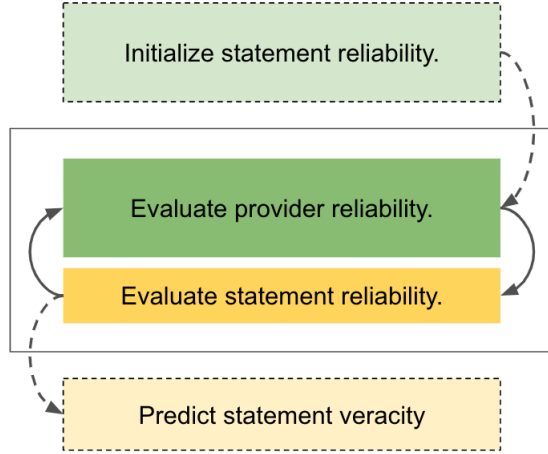 Initialize statement reliability.
Evaluate provider reliability.
Evaluate statement reliability.
Predict statement veracity